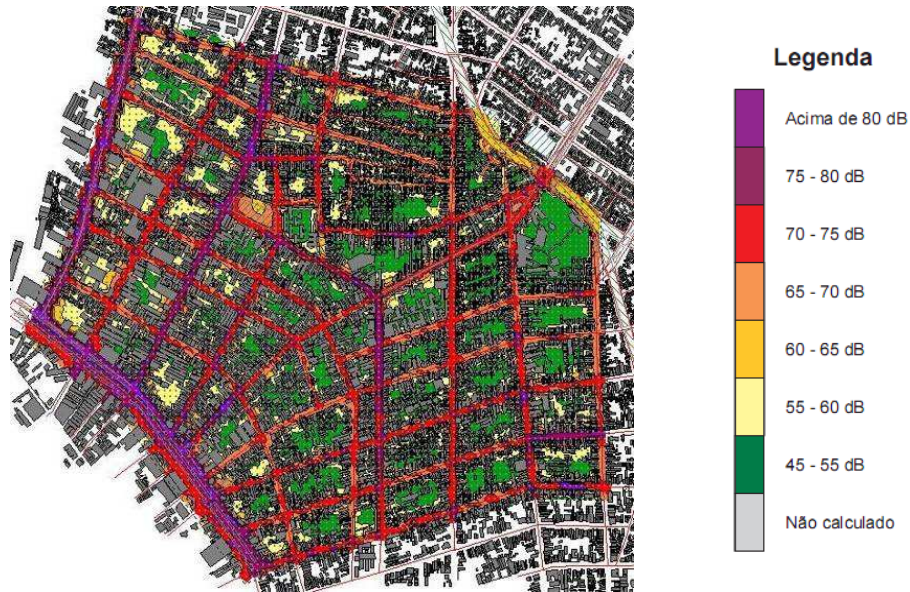 Legenda
Acima de 80 dB
75 - 80 dB
70 - 75 dB
65 - 70 dB
60 - 65 dB
55 - 60 dB
45 - 55 dB
Não calculado